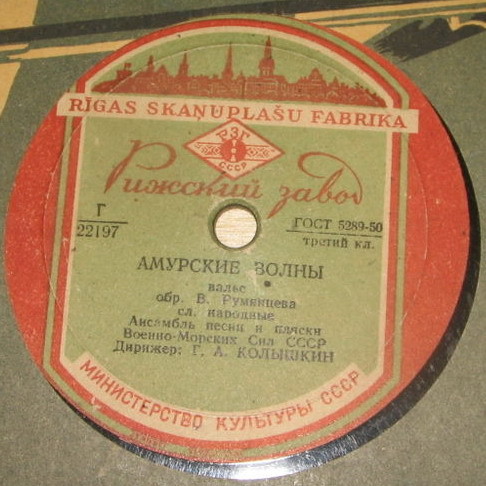 RĪGAS SKAŅUPLAŠU FABRIKA
РЗГ
СССР
Рижский завод
Г
22197
ГОСТ 5289-50
третий кл.
АМУРСКИЕ ВОЛНЫ
вальс
обр. В. Румянцева
сл. народные
Ансамбль песни и пляски
Военно-Морских Сил СССР
Дирижер: Г. А. КОЛЫШКИН
МИНИСТЕРСТВО КУЛЬТУРЫ СССР